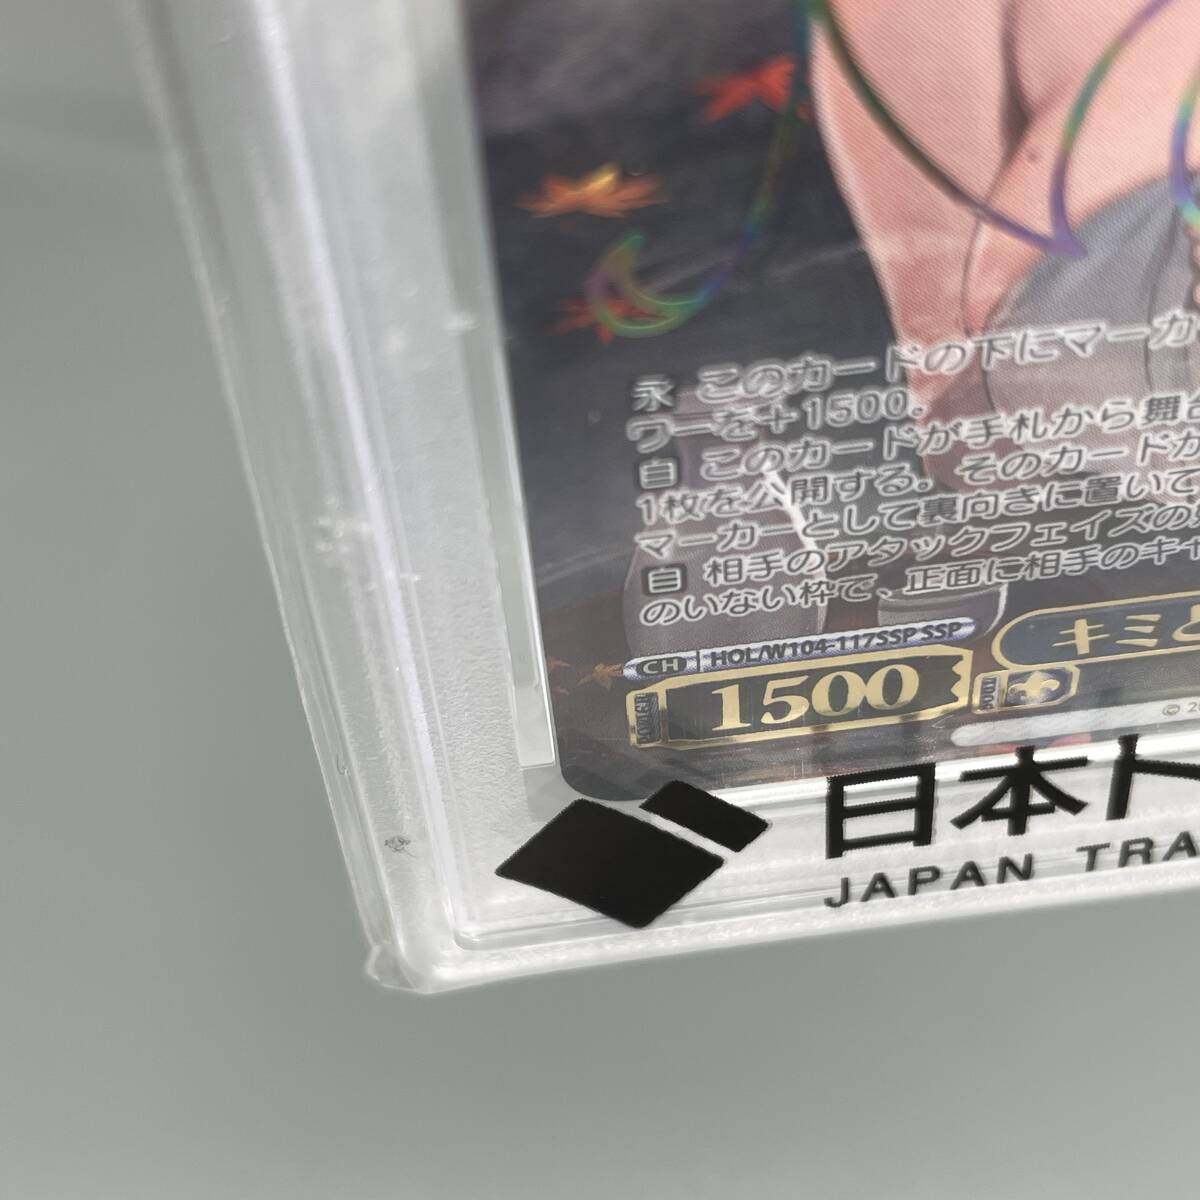 永 このカードの下にマーカ
ワーを＋1500。
自 このカードが手札から舞
1枚を公開する。そのカードが
マーカーとして裏向きに置いて
自 相手のアタックフェイズの
のいない枠で、正面に相手のキャ
CH HOL/W104-117SSP SSP
キミと
1500
©
日本ト
JAPAN TRA